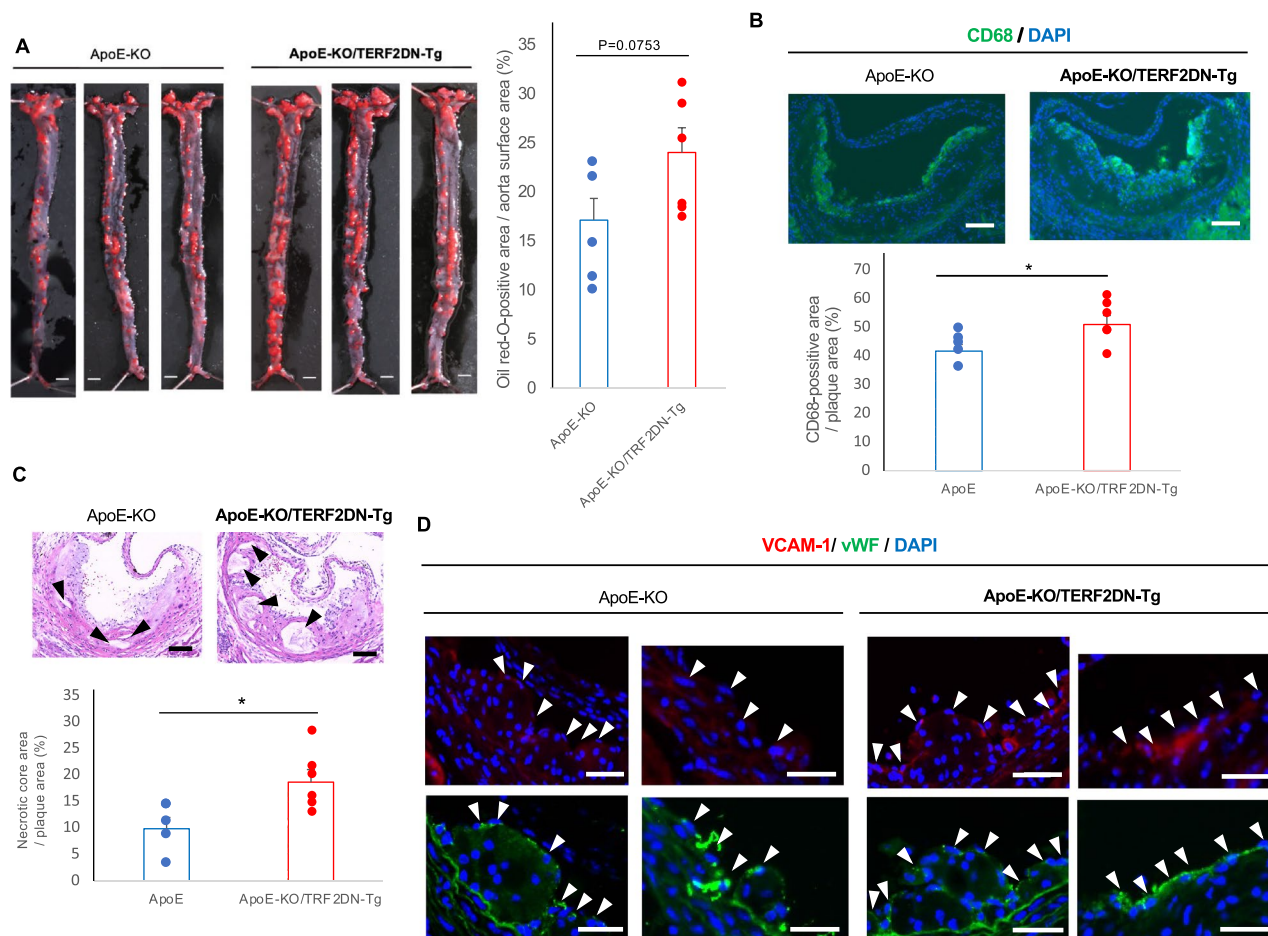 A
ApoE-KO
ApoE-KO/TERF2DN-Tg
Oil red-O-positive area / aorta surface area (%)
35
30
25
20
15
10
5
0
P=0.0753
ApoE-KO
ApoE-KO/TRF2DN-Tg
B
CD68 / DAPI
ApoE-KO
ApoE-KO/TERF2DN-Tg
CD68-possitive area
/ plaque area (%)
70
60
50
40
30
20
10
0
*
ApoE
ApoE-KO/TRF2DN-Tg
C
ApoE-KO
ApoE-KO/TERF2DN-Tg
Necrotic core area
/ plaque area (%)
35
30
25
20
15
10
5
0
*
ApoE
ApoE-KO/TRF2DN-Tg
D
VCAM-1/ vWF / DAPI
ApoE-KO
ApoE-KO/TERF2DN-Tg